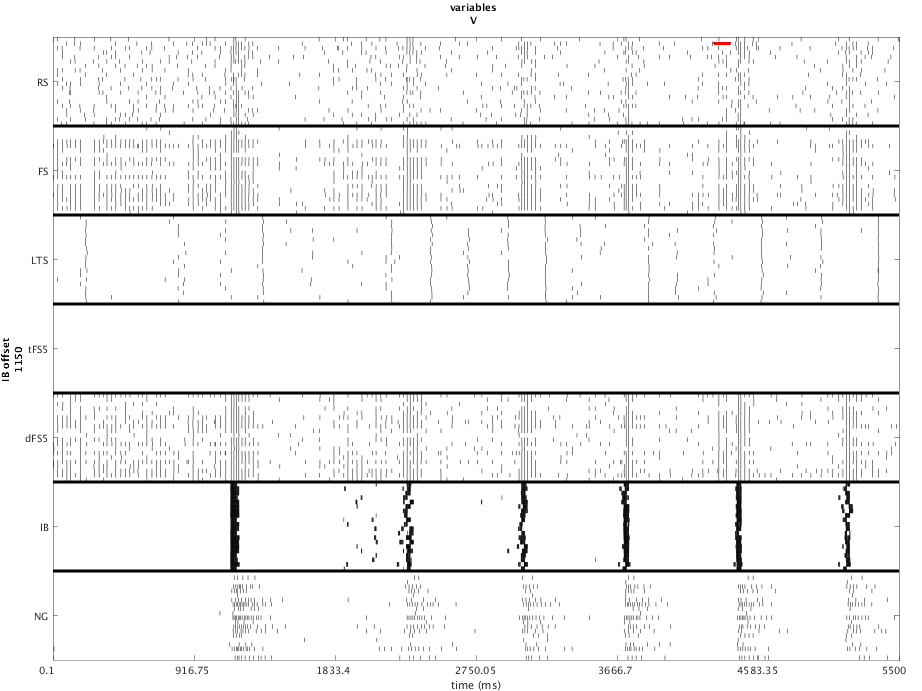 variables
V
RS
FS
LTS
tFS5
dFS5
IB
NG
IB offset
1150
0.1
916.75
1833.4
2750.05
3666.7
4583.35
5500
time (ms)